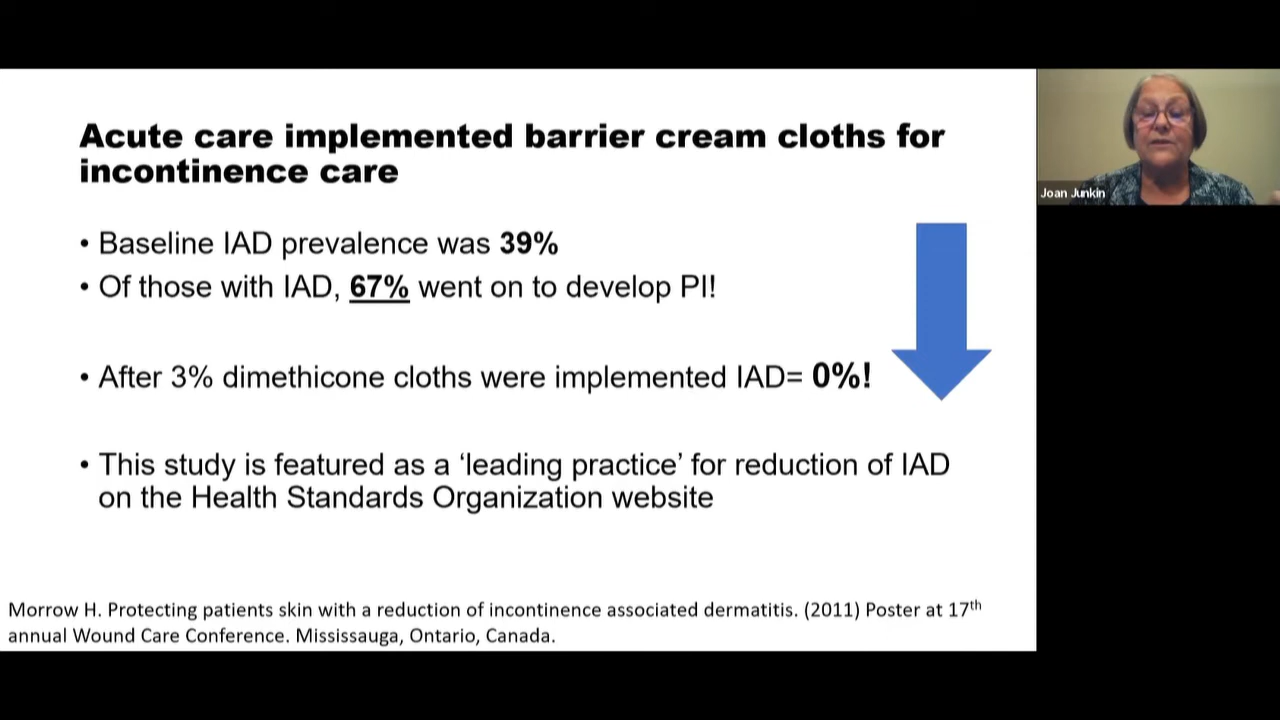 Acute care implemented barrier cream cloths for
incontinence care
• Baseline IAD prevalence was 39%
• Of those with IAD, 67% went on to develop PI!
• After 3% dimethicone cloths were implemented IAD= 0%!
• This study is featured as a ‘leading practice’ for reduction of IAD
on the Health Standards Organization website
Morrow H. Protecting patients skin with a reduction of incontinence associated dermatitis. (2011) Poster at 17th
annual Wound Care Conference. Mississauga, Ontario, Canada.
Joan Junkin